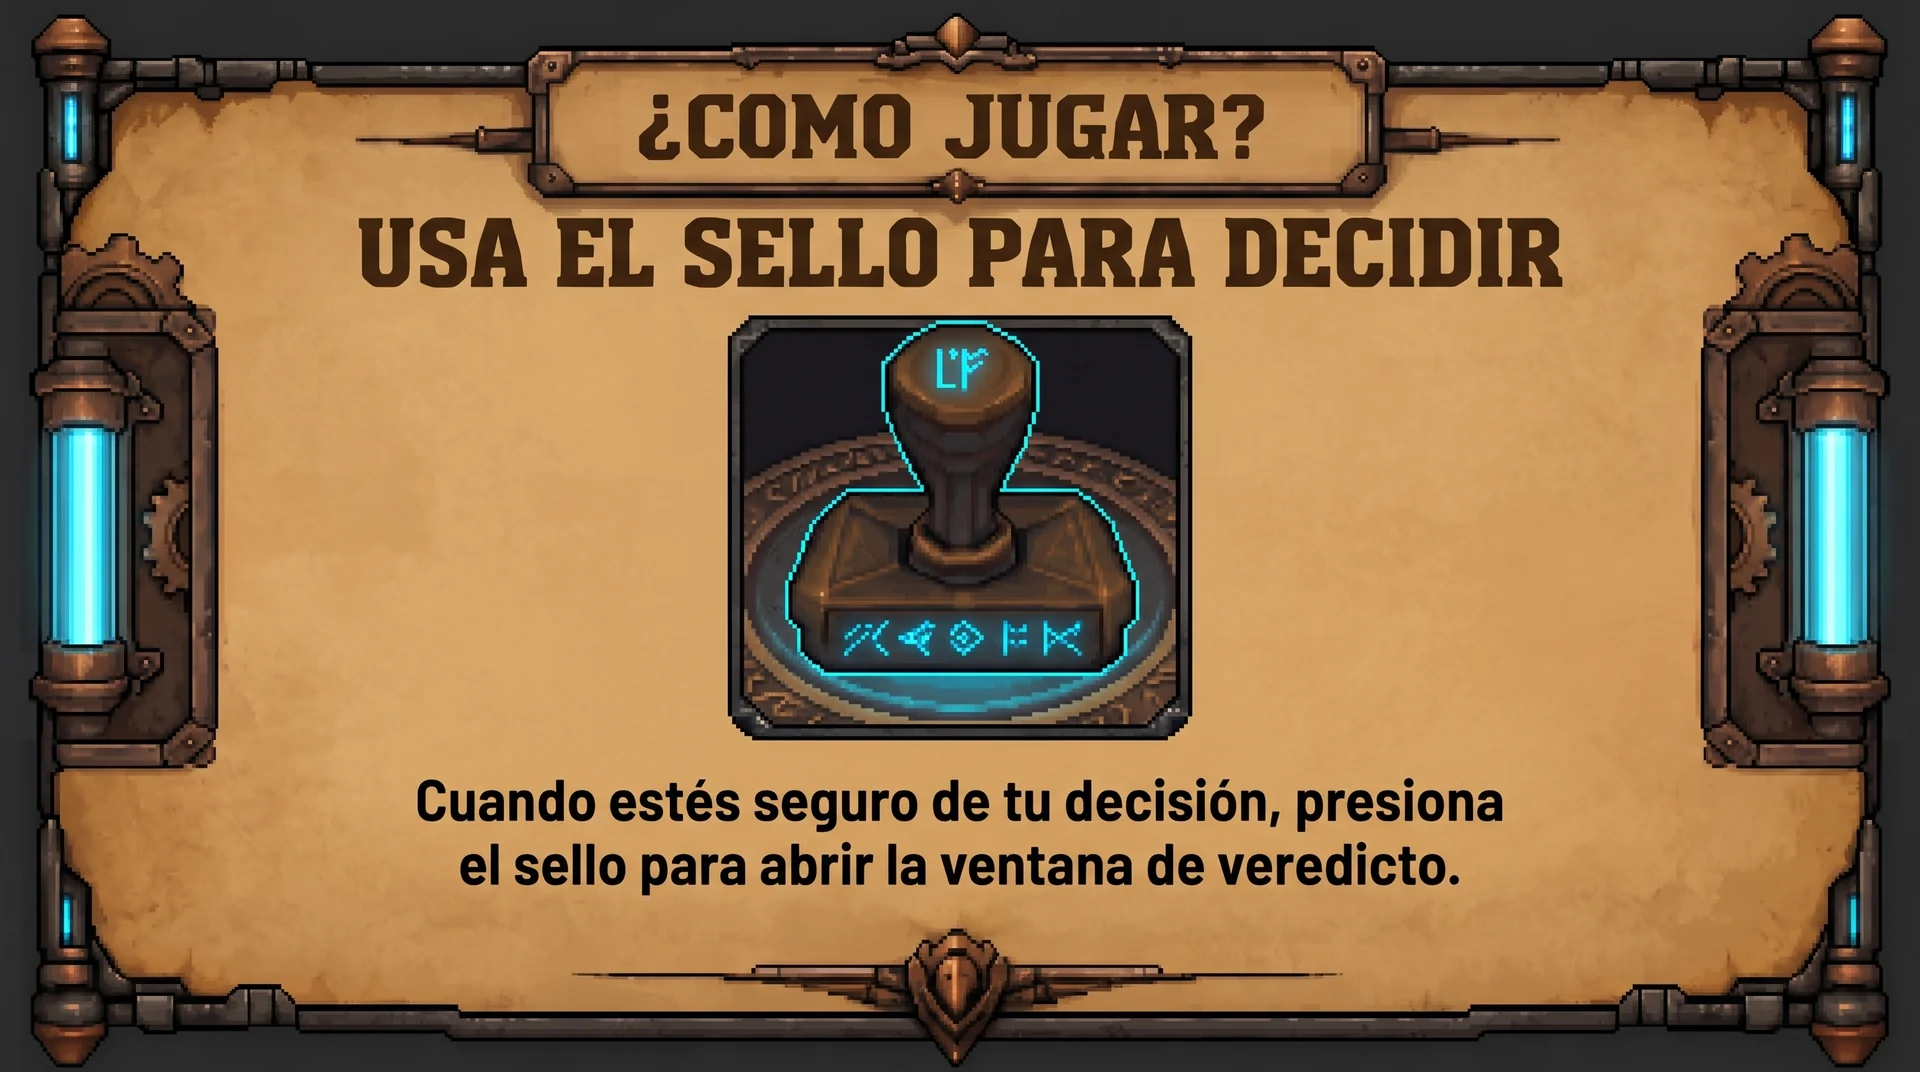 ¿COMO JUGAR?
USA EL SELLO PARA DECIDIR
Cuando estés seguro de tu decisión, presiona
el sello para abrir la ventana de veredicto.